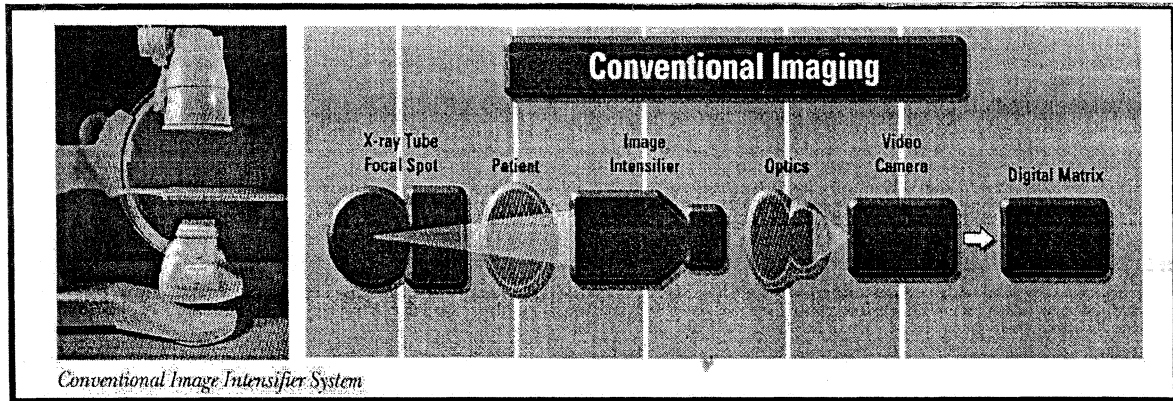 Conventional Imaging
X-ray Tube
Focal Spot
Patient
Image
Intensifier
Optics
Video
Camera
Digital Matrix
Conventional Image Intensifier System